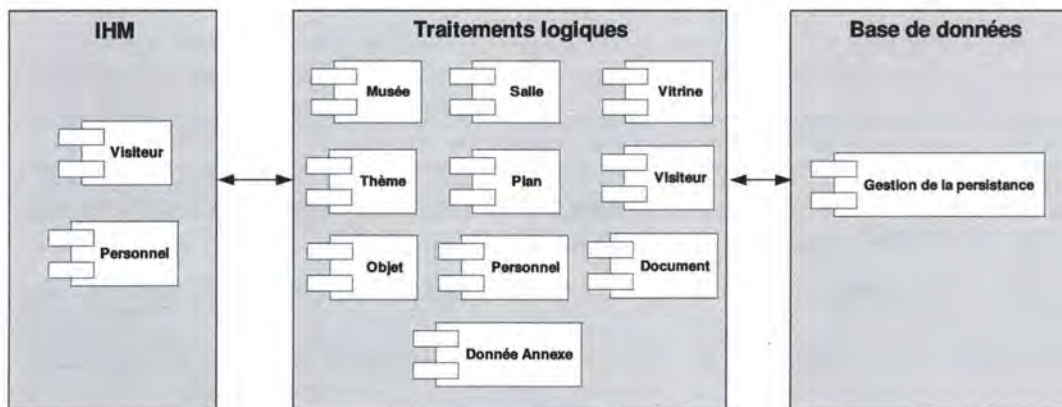 IHM
Visiteur
Personnel
Traitements logiques
Musée
Salle
Vitrine
Thème
Plan
Visiteur
Objet
Personnel
Document
Donnée Annexe
Base de données
Gestion de la persistance